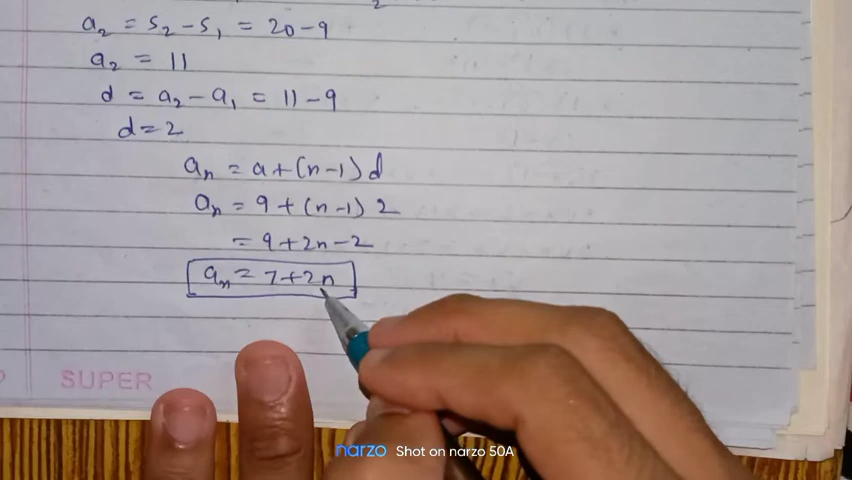 2
a₂ = S₂ - S₁ = 20 - 9
a₂ = 11
d = a₂ - a₁ = 11 - 9
d = 2
aₙ = a + (n-1) d
aₙ = 9 + (n-1) 2
= 9 + 2n - 2
aₙ = 7 + 2n
SUPER
narzo Shot on narzo 50A